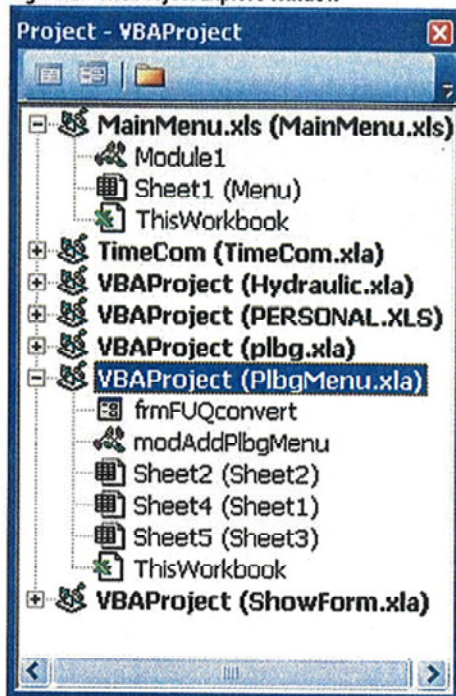 Project - VBAProject
MainMenu.xls (MainMenu.xls)
Module1
Sheet1 (Menu)
ThisWorkbook
TimeCom (TimeCom.xla)
VBAProject (Hydraulic.xla)
VBAProject (PERSONAL.XLS)
VBAProject (plbg.xla)
VBAProject (PlbgMenu.xla)
frmFUQconvert
modAddPlbgMenu
Sheet2 (Sheet2)
Sheet4 (Sheet1)
Sheet5 (Sheet3)
ThisWorkbook
VBAProject (ShowForm.xla)